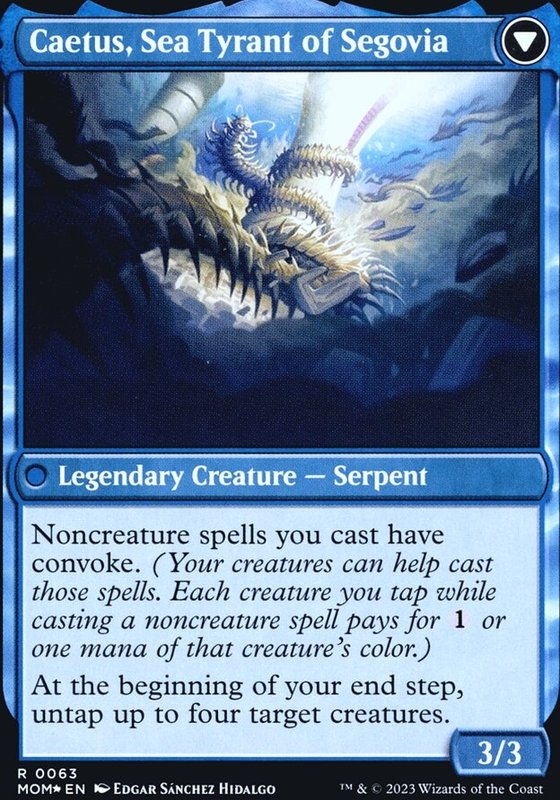 Caetus, Sea Tyrant of Segovia
Legendary Creature — Serpent
Noncreature spells you cast have
convoke. (Your creatures can help cast
those spells. Each creature you tap while
casting a noncreature spell pays for 1 or
one mana of that creature's color.)
At the beginning of your end step,
untap up to four target creatures.
3/3
R 0063
MOM★EN Edgar Sánchez Hidalgo
™ & © 2023 Wizards of the Coast